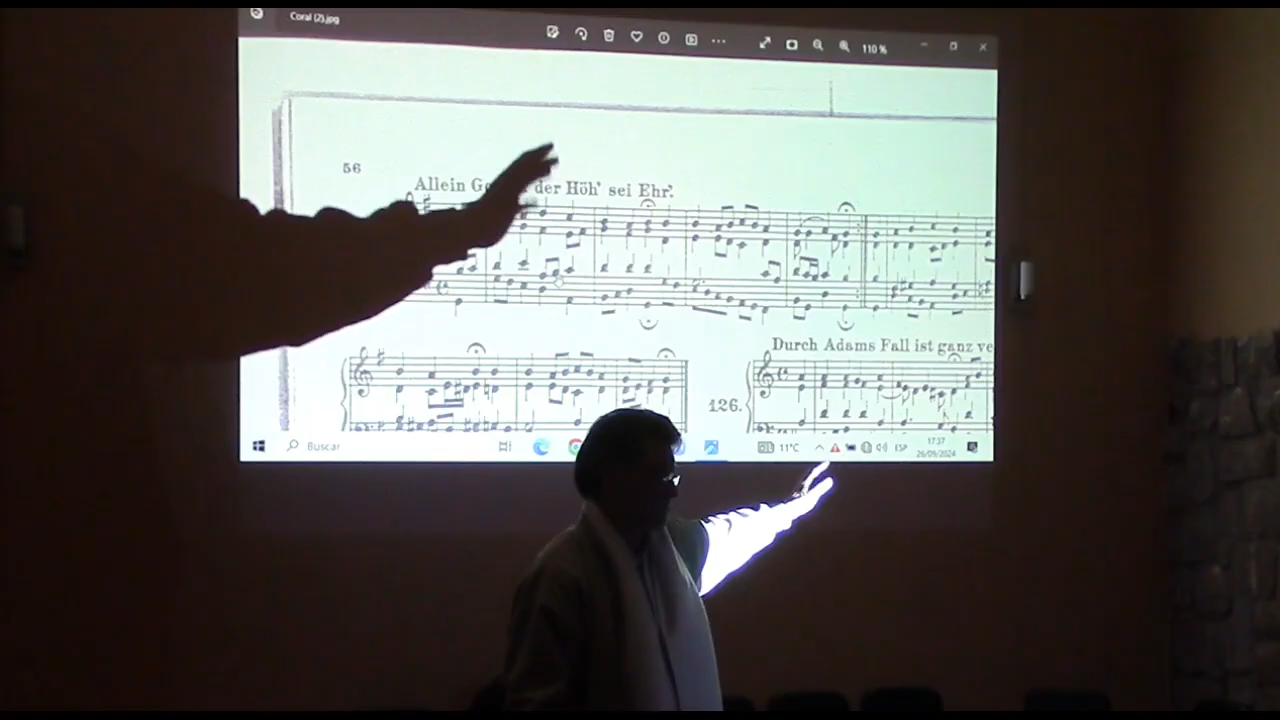 Coral (2).jpg
110 %
56
Allein G der Höh' sei Ehr'.
Durch Adams Fall ist ganz ve
126.
Buscar
11°C
ESP
17:37
26/09/2024